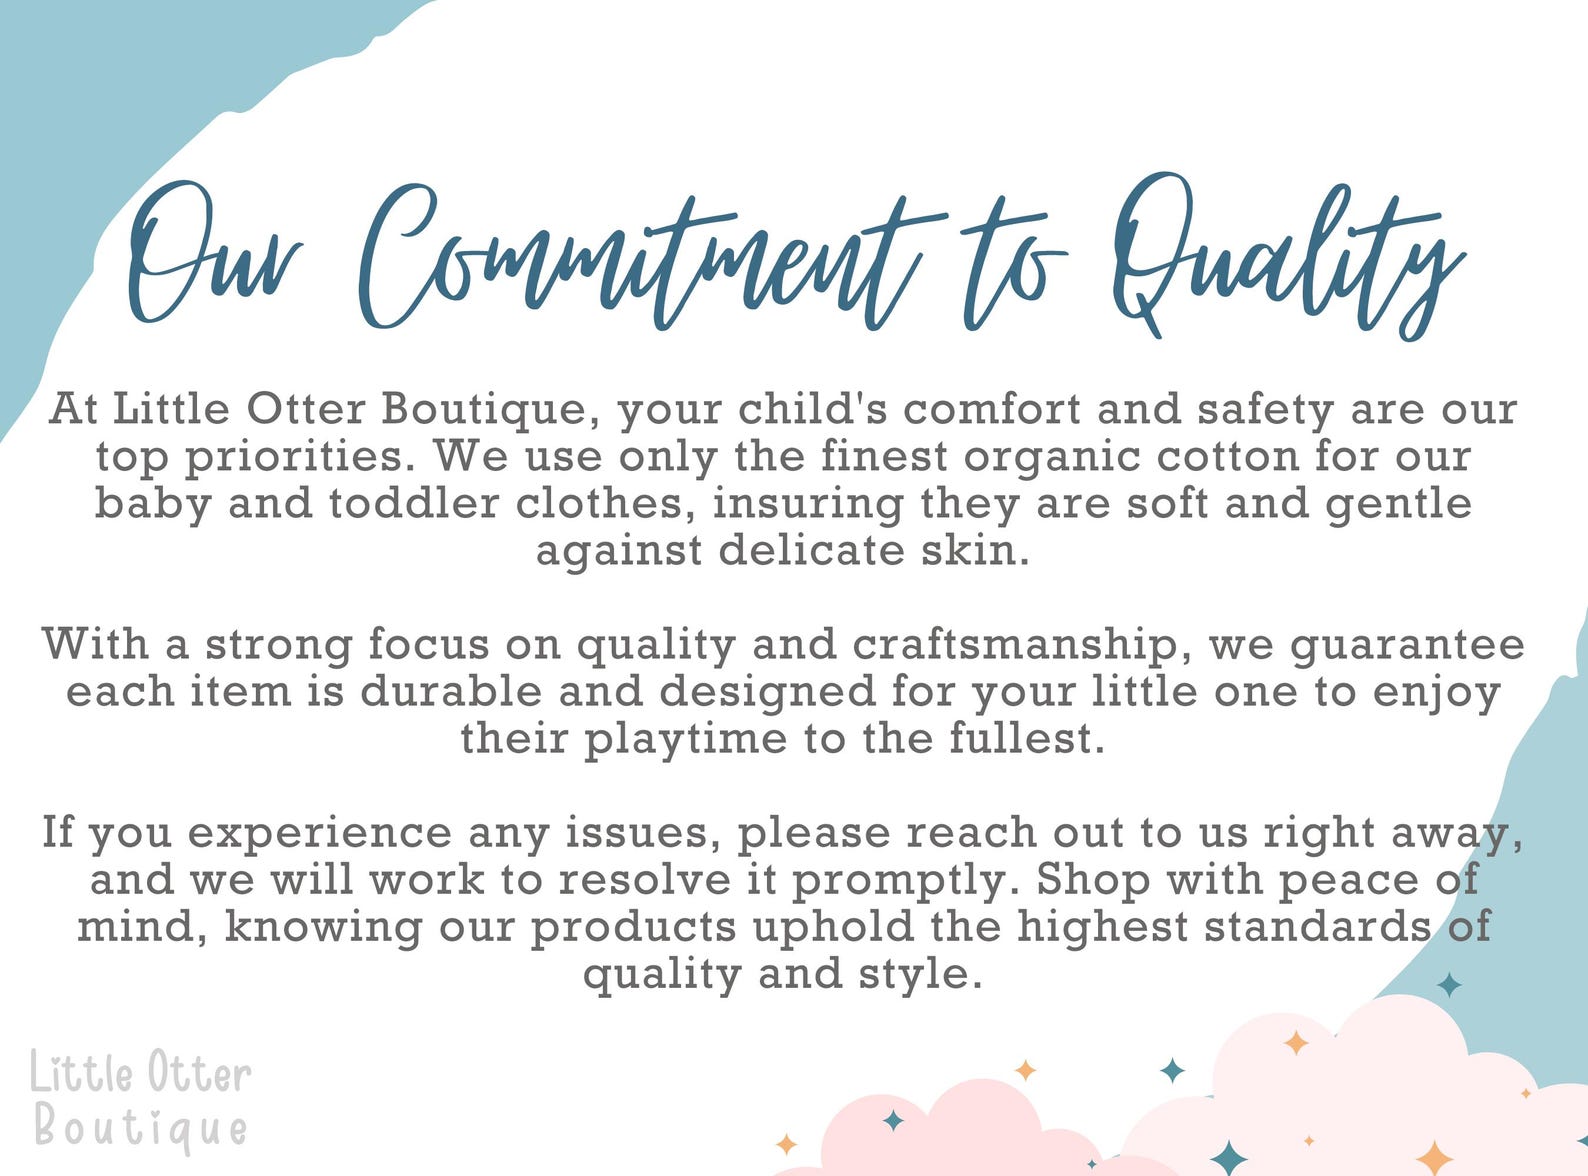 Our Commitment to Quality
At Little Otter Boutique, your child's comfort and safety are our
top priorities. We use only the finest organic cotton for our
baby and toddler clothes, insuring they are soft and gentle
against delicate skin.
With a strong focus on quality and craftsmanship, we guarantee
each item is durable and designed for your little one to enjoy
their playtime to the fullest.
If you experience any issues, please reach out to us right away,
and we will work to resolve it promptly. Shop with peace of
mind, knowing our products uphold the highest standards of
quality and style.
Little Otter
Boutique